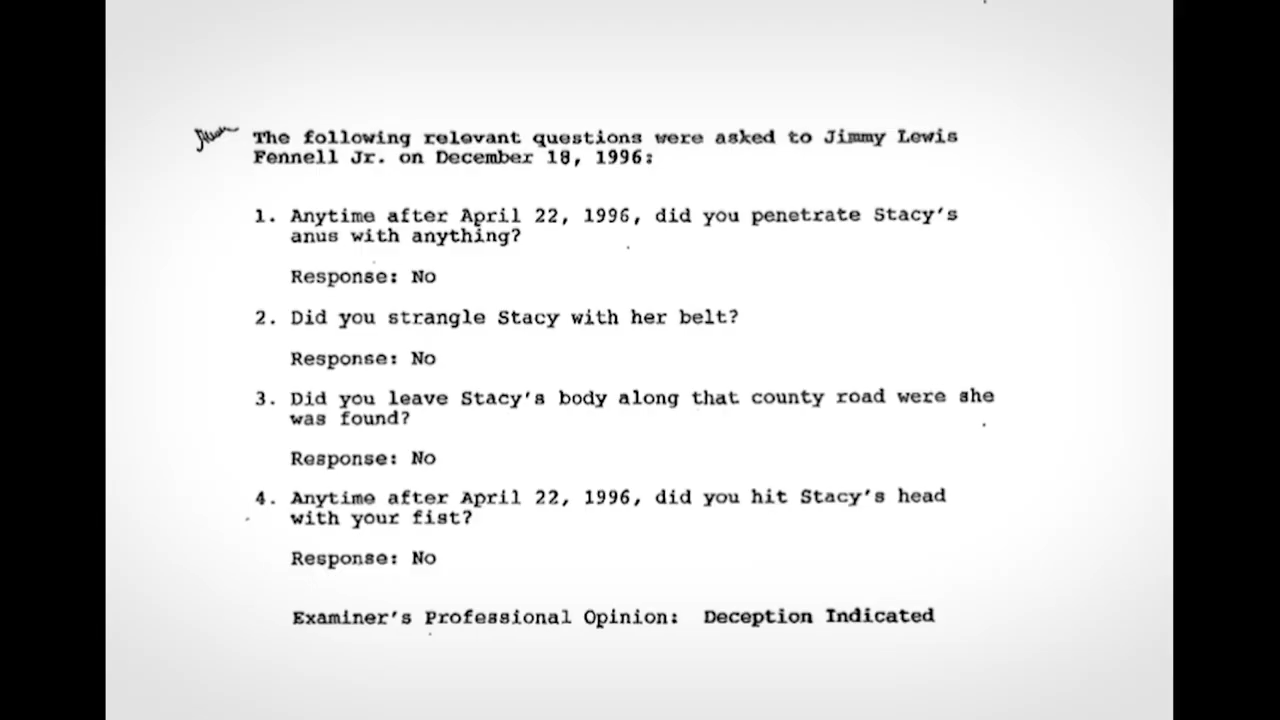 The following relevant questions were asked to Jimmy Lewis
Fennell Jr. on December 18, 1996:
1. Anytime after April 22, 1996, did you penetrate Stacy's
anus with anything?
Response: No
2. Did you strangle Stacy with her belt?
Response: No
3. Did you leave Stacy's body along that county road were she
was found?
Response: No
4. Anytime after April 22, 1996, did you hit Stacy's head
with your fist?
Response: No
Examiner's Professional Opinion: Deception Indicated